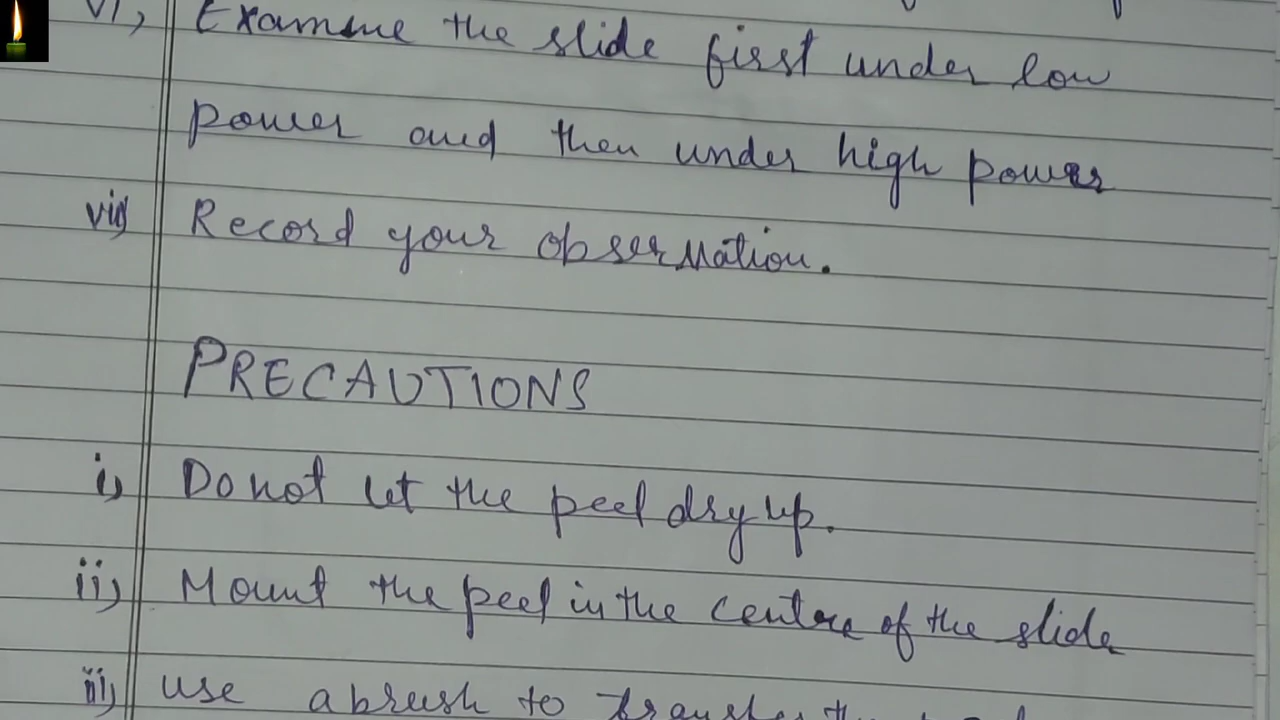 vi) Examine the slide first under low
power and then under high power
vii) Record your observation.
PRECAUTIONS
i) Do not let the peel dry up.
ii) Mount the peel in the centre of the slide
iii) use a brush to transfer the